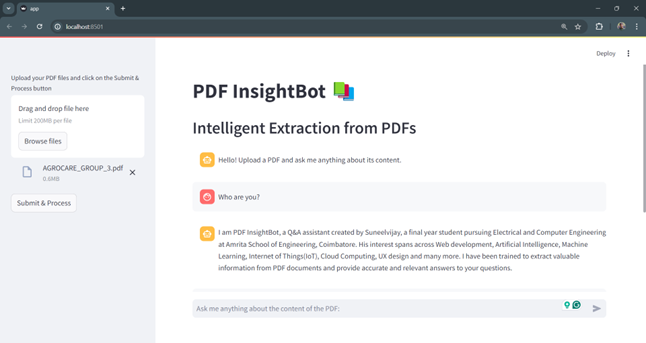 app
localhost:8501
Deploy
Upload your PDF files and click on the Submit &
Process button
Drag and drop file here
Limit 200MB per file
Browse files
AGROCARE_GROUP_3.pdf
0.6MB
Submit & Process
PDF InsightBot
Intelligent Extraction from PDFs
Hello! Upload a PDF and ask me anything about its content.
Who are you?
I am PDF InsightBot, a Q&A assistant created by Suneelvijay, a final year student pursuing Electrical and Computer Engineering
at Amrita School of Engineering, Coimbatore. His interest spans across Web development, Artificial Intelligence, Machine
Learning, Internet of Things(IoT), Cloud Computing, UX design and many more. I have been trained to extract valuable
information from PDF documents and provide accurate and relevant answers to your questions.
Ask me anything about the content of the PDF: